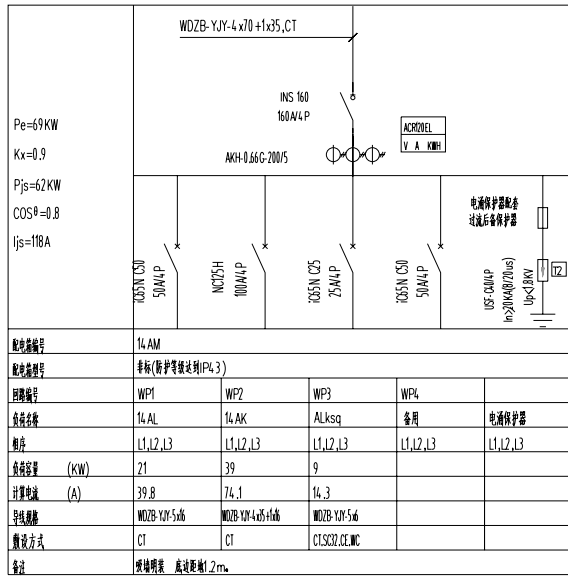 WDZB-YJY-4x70+1x35,CT
INS 160
160A/4P
ACR120EL
V A KWH
AKH-0.66G-200/5
Pe=69KW
Kx=0.9
Pjs=62KW
COSθ=0.8
Ijs=118A
iC65N C50
50A/4P
NC125H
100A/4P
iC65N C25
25A/4P
iC65N C50
50A/4P
电涌保护器配套
过流后备保护器
T2
In≥20KA(8/20us)
Up<1.8KV
配电箱编号 14AM
配电箱型号 非标(防护等级达到IP43)
回路编号 WP1 WP2 WP3 WP4
负荷名称 14AL 14AK ALksq 备用 电涌保护器
相序 L1,L2,L3 L1,L2,L3 L1,L2,L3 L1,L2,L3 L1,L2,L3
负荷容量 (KW) 21 39 9
计算电流 (A) 39.8 74.1 14.3
导线规格 WDZB-YJY-5x16 WDZB-YJY-4x35+1x16 WDZB-YJY-5x6
敷设方式 CT CT CT,SC32,CE,WC
备注 嵌墙明装 底边距地1.2m。